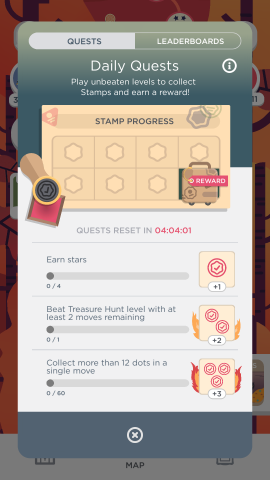 QUESTS
LEADERBOARDS
Daily Quests
Play unbeaten levels to collect
Stamps and earn a reward!
STAMP PROGRESS
REWARD
QUESTS RESET IN 04:04:01
Earn stars
0 / 4
+1
Beat Treasure Hunt level with at
least 2 moves remaining
0 / 1
+2
Collect more than 12 dots in a
single move
0 / 60
+3
MAP